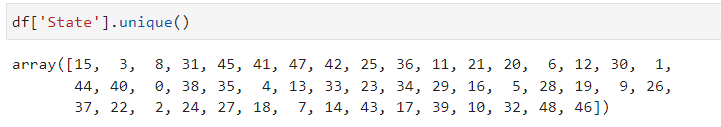 df['State'].unique()
array([15,  3,  8, 31, 45, 41, 47, 42, 25, 36, 11, 21, 20,  6, 12, 30,  1,
       44, 40,  0, 38, 35,  4, 13, 33, 23, 34, 29, 16,  5, 28, 19,  9, 26,
       37, 22,  2, 24, 27, 18,  7, 14, 43, 17, 39, 10, 32, 48, 46])